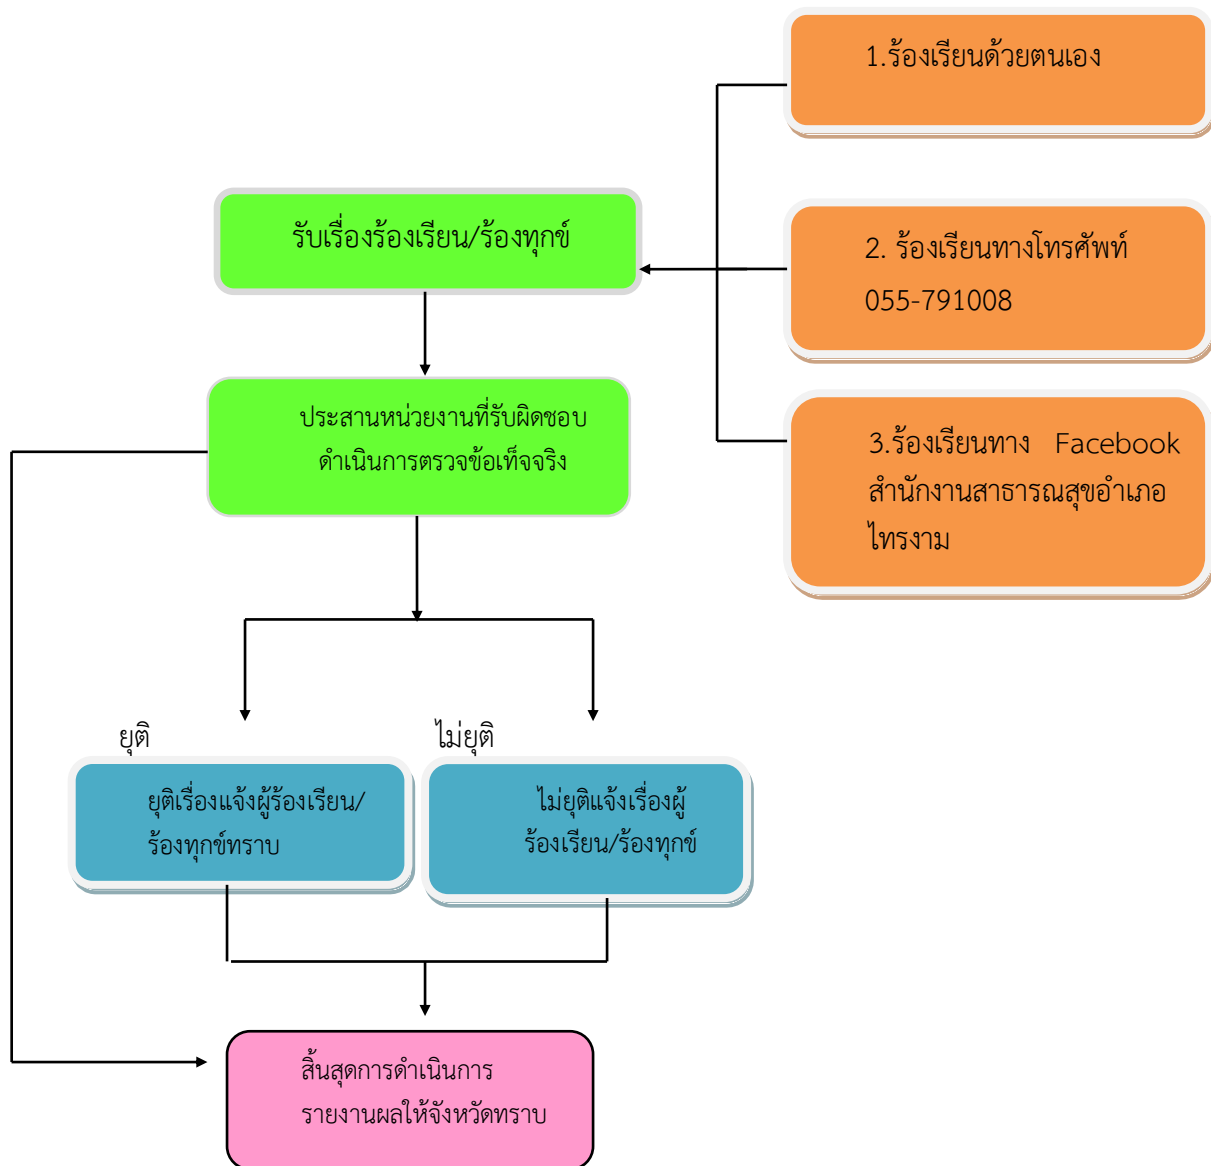 1.ร้องเรียนด้วยตนเอง
รับเรื่องร้องเรียน/ร้องทุกข์
2. ร้องเรียนทางโทรศัพท์
055-791008
ประสานหน่วยงานที่รับผิดชอบ
ดำเนินการตรวจข้อเท็จจริง
3.ร้องเรียนทาง Facebook
สำนักงานสาธารณสุขอำเภอ
ไทรงาม
ยุติ
ไม่ยุติ
ยุติเรื่องแจ้งผู้ร้องเรียน/
ร้องทุกข์ทราบ
ไม่ยุติแจ้งเรื่องผู้
ร้องเรียน/ร้องทุกข์
สิ้นสุดการดำเนินการ
รายงานผลให้จังหวัดทราบ